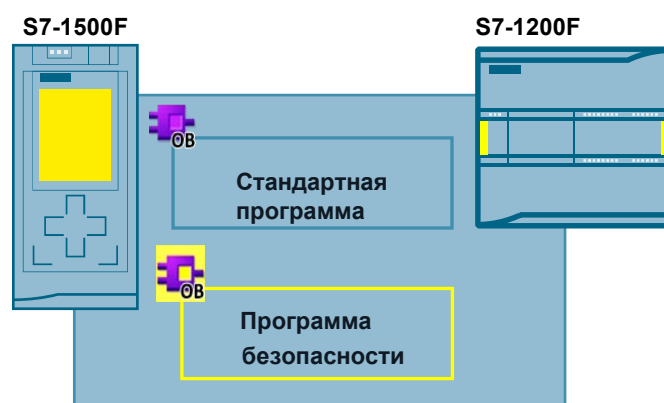 S7-1500F
S7-1200F
OB
Стандартная
программа
OB
Программа
безопасности